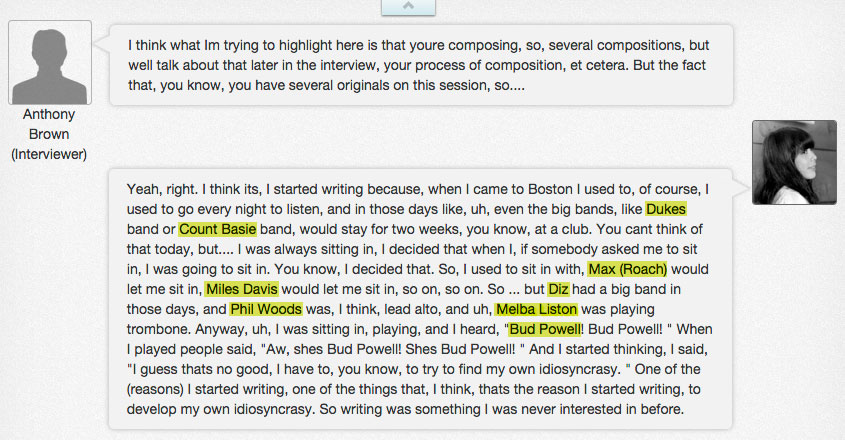 I think what Im trying to highlight here is that youre composing, so, several compositions, but
well talk about that later in the interview, your process of composition, et cetera. But the fact
that, you know, you have several originals on this session, so....
Anthony
Brown
(Interviewer)
Yeah, right. I think its, I started writing because, when I came to Boston I used to, of course, I
used to go every night to listen, and in those days like, uh, even the big bands, like Dukes
band or Count Basie band, would stay for two weeks, you know, at a club. You cant think of
that today, but.... I was always sitting in, I decided that when I, if somebody asked me to sit
in, I was going to sit in. You know, I decided that. So, I used to sit in with, Max (Roach) would
let me sit in, Miles Davis would let me sit in, so on, so on. So ... but Diz had a big band in
those days, and Phil Woods was, I think, lead alto, and uh, Melba Liston was playing
trombone. Anyway, uh, I was sitting in, playing, and I heard, "Bud Powell! Bud Powell! " When
I played people said, "Aw, shes Bud Powell! Shes Bud Powell! " And I started thinking, I said,
"I guess thats no good, I have to, you know, to try to find my own idiosyncrasy. " One of the
(reasons) I started writing, one of the things that, I think, thats the reason I started writing, to
develop my own idiosyncrasy. So writing was something I was never interested in before.